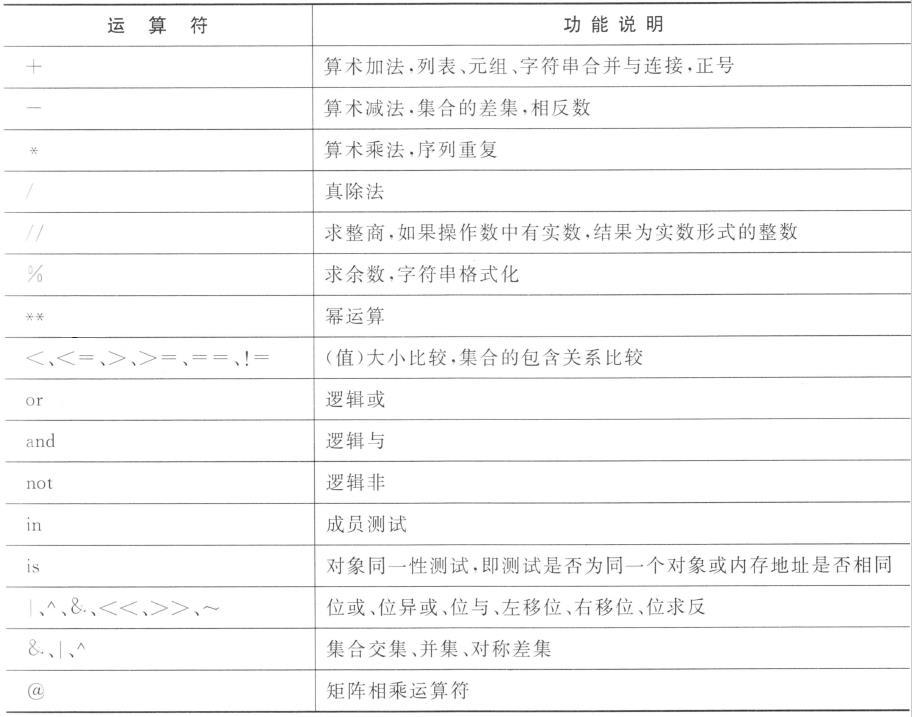 运 算 符 功能说明
+ 算术加法,列表、元组、字符串合并与连接,正号
- 算术减法,集合的差集,相反数
* 算术乘法,序列重复
/ 真除法
// 求整商,如果操作数中有实数,结果为实数形式的整数
% 求余数,字符串格式化
** 幂运算
<、<=、>、>=、==、!= (值)大小比较,集合的包含关系比较
or 逻辑或
and 逻辑与
not 逻辑非
in 成员测试
is 对象同一性测试,即测试是否为同一个对象或内存地址是否相同
|、^、&、<<、>>、~ 位或、位异或、位与、左移位、右移位、位求反
&、|、^ 集合交集、并集、对称差集
@ 矩阵相乘运算符